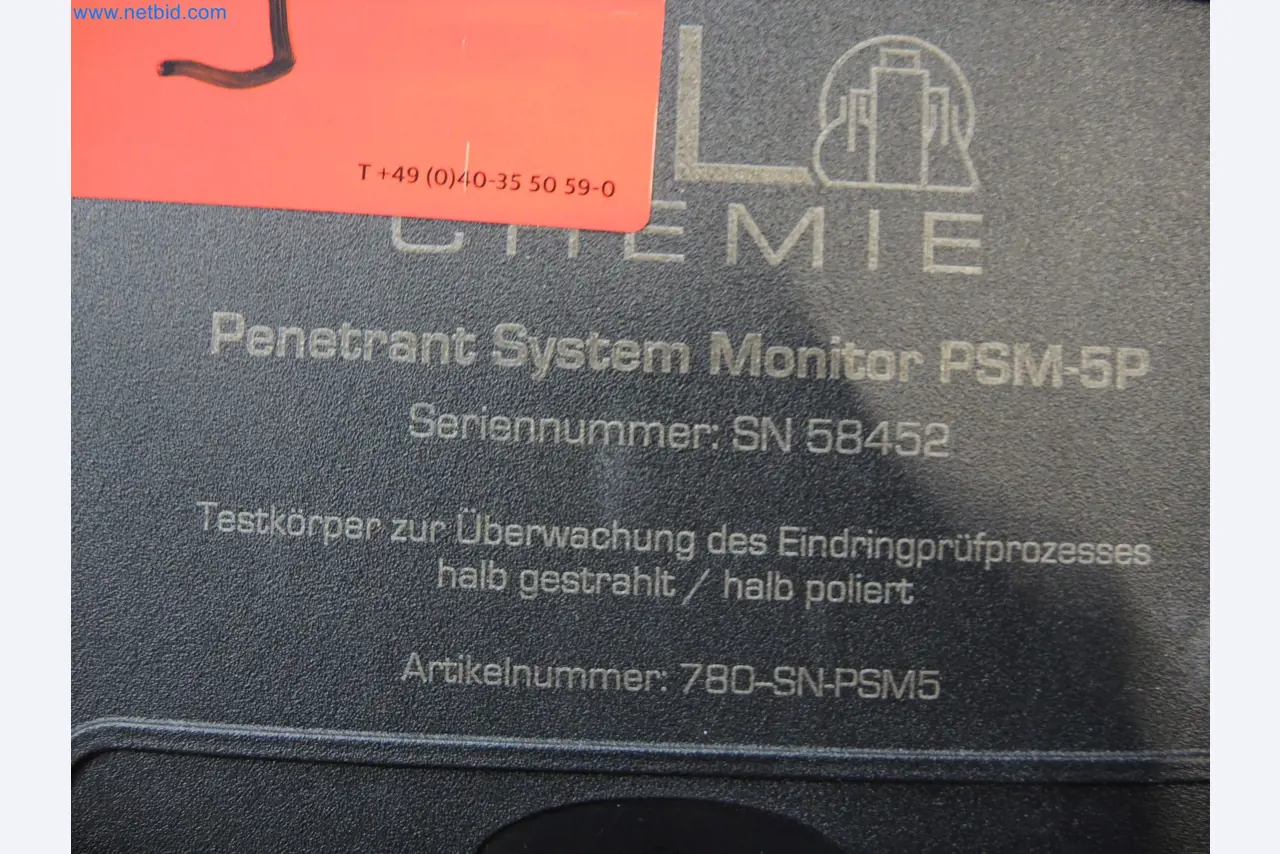 www.netbid.com
T +49 (0)40-35 50 59-0
L
CHEMIE
Penetrant System Monitor PSM-5P
Seriennummer: SN 58452
Testkörper zur Überwachung des Eindringprüfprozesses
halb gestrahlt / halb poliert
Artikelnummer: 780-SN-PSM5